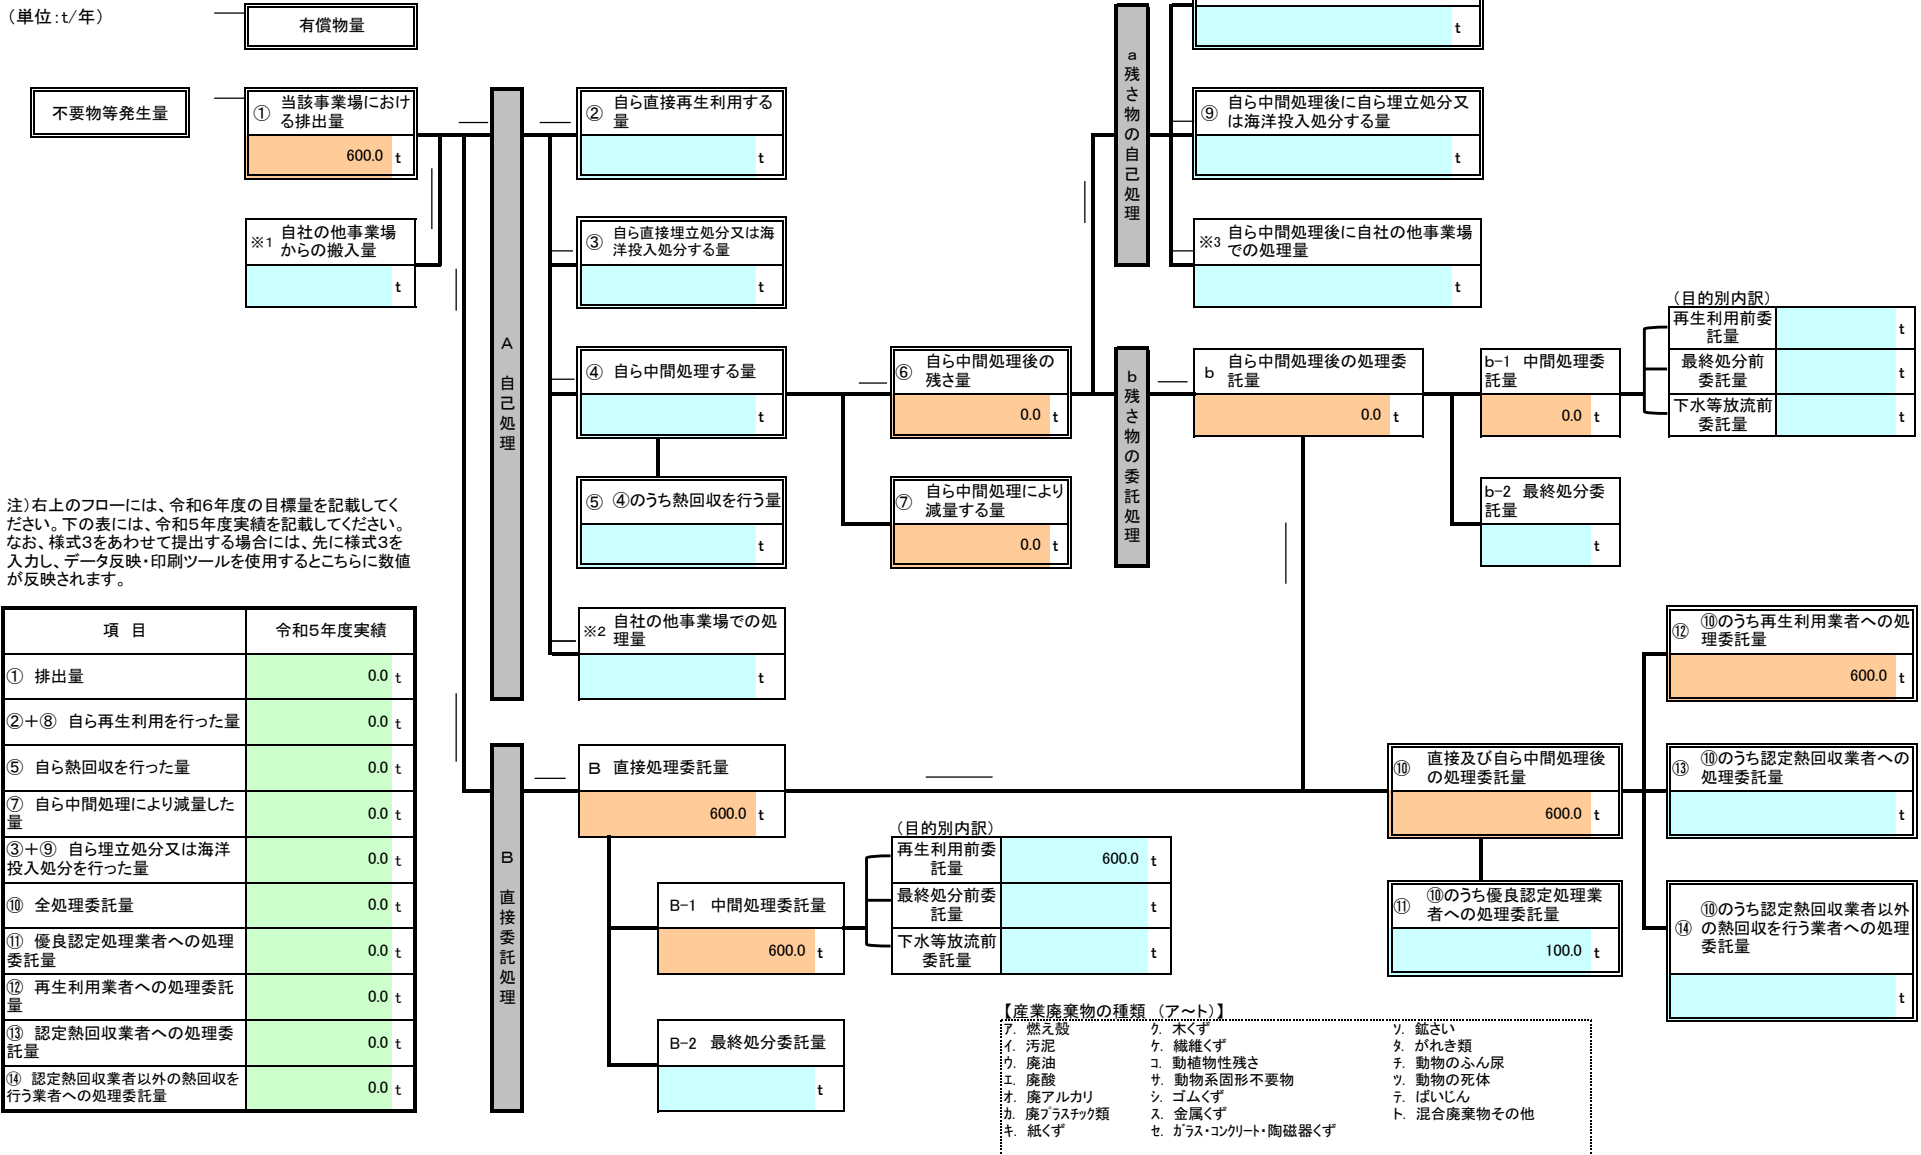 （単位:t/年）
有償物量
t
不要物等発生量
① 当該事業場におけ
る排出量
600.0 t
※1 自社の他事業場
からの搬入量
t
A 自己処理
② 自ら直接再生利用する
量
t
③ 自ら直接埋立処分又は海
洋投入処分する量
t
④ 自ら中間処理する量
t
⑤ ④のうち熱回収を行う量
t
※2 自社の他事業場での処
理量
t
⑥ 自ら中間処理後の
残さ量
0.0 t
⑦ 自ら中間処理により
減量する量
0.0 t
a 残さ物の自己処理
⑨ 自ら中間処理後に自ら埋立処分又
は海洋投入処分する量
t
※3 自ら中間処理後に自社の他事業場
での処理量
t
b 残さ物の委託処理
b 自ら中間処理後の処理委
託量
0.0 t
b-1 中間処理委
託量
0.0 t
（目的別内訳）
再生利用前委
託量
t
最終処分前
委託量
t
下水等放流前
委託量
t
b-2 最終処分委
託量
t
注）右上のフローには、令和6年度の目標量を記載してく
ださい。下の表には、令和5年度実績を記載してください。
なお、様式3をあわせて提出する場合には、先に様式3を
入力し、データ反映・印刷ツールを使用するとこちらに数値
が反映されます。
項 目 令和5年度実績
① 排出量 0.0 t
②＋⑧ 自ら再生利用を行った量 0.0 t
⑤ 自ら熱回収を行った量 0.0 t
⑦ 自ら中間処理により減量した
量 0.0 t
③＋⑨ 自ら埋立処分又は海洋
投入処分を行った量 0.0 t
⑩ 全処理委託量 0.0 t
⑪ 優良認定処理業者への処理
委託量 0.0 t
⑫ 再生利用業者への処理委託
量 0.0 t
⑬ 認定熱回収業者への処理委
託量 0.0 t
⑭ 認定熱回収業者以外の熱回収を
行う業者への処理委託量 0.0 t
B 直接委託処理
B 直接処理委託量
600.0 t
B-1 中間処理委託量
600.0 t
（目的別内訳）
再生利用前委
託量
600.0 t
最終処分前委
託量
t
下水等放流前
委託量
t
B-2 最終処分委託量
t
⑩ 直接及び自ら中間処理後
の処理委託量
600.0 t
⑪ ⑩のうち優良認定処理業
者への処理委託量
100.0 t
⑫ ⑩のうち再生利用業者への処
理委託量
600.0 t
⑬ ⑩のうち認定熱回収業者への
処理委託量
t
⑭ ⑩のうち認定熱回収業者以外
の熱回収を行う業者への処理
委託量
t
【産業廃棄物の種類 （ア～ト）】
ア. 燃え殻 ク. 木くず ソ. 鉱さい
イ. 汚泥 ケ. 繊維くず タ. がれき類
ウ. 廃油 コ. 動植物性残さ チ. 動物のふん尿
エ. 廃酸 サ. 動物系固形不要物 ツ. 動物の死体
オ. 廃アルカリ シ. ゴムくず テ. ばいじん
カ. 廃プラスチック類 ス. 金属くず ト. 混合廃棄物その他
キ. 紙くず セ. ガラス・コンクリート・陶磁器くず